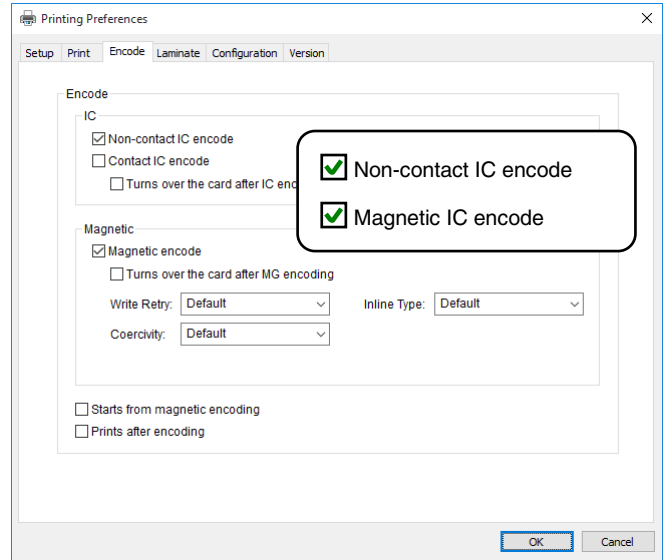 Printing Preferences
Setup Print Encode Laminate Configuration Version
Encode
IC
Non-contact IC encode
Contact IC encode
Turns over the card after IC enc
Non-contact IC encode
Magnetic IC encode
Magnetic
Magnetic encode
Turns over the card after MG encoding
Write Retry: Default Inline Type: Default
Coercivity: Default
Starts from magnetic encoding
Prints after encoding
OK Cancel